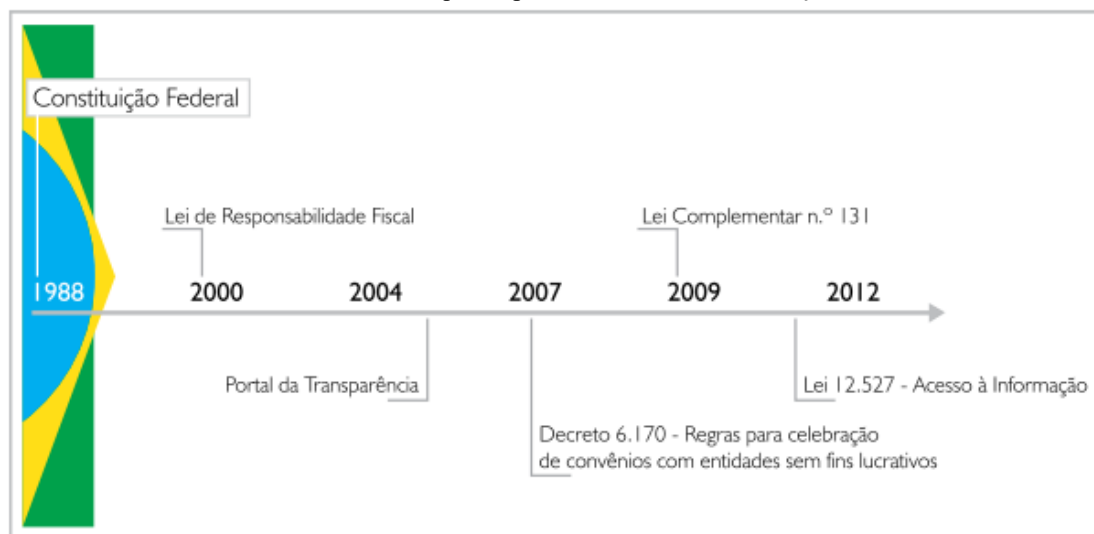 Constituição Federal
Lei de Responsabilidade Fiscal
Lei Complementar n.º 131
1988
2000
2004
2007
2009
2012
Portal da Transparência
Lei 12.527 - Acesso à Informação
Decreto 6.170 - Regras para celebração
de convênios com entidades sem fins lucrativos